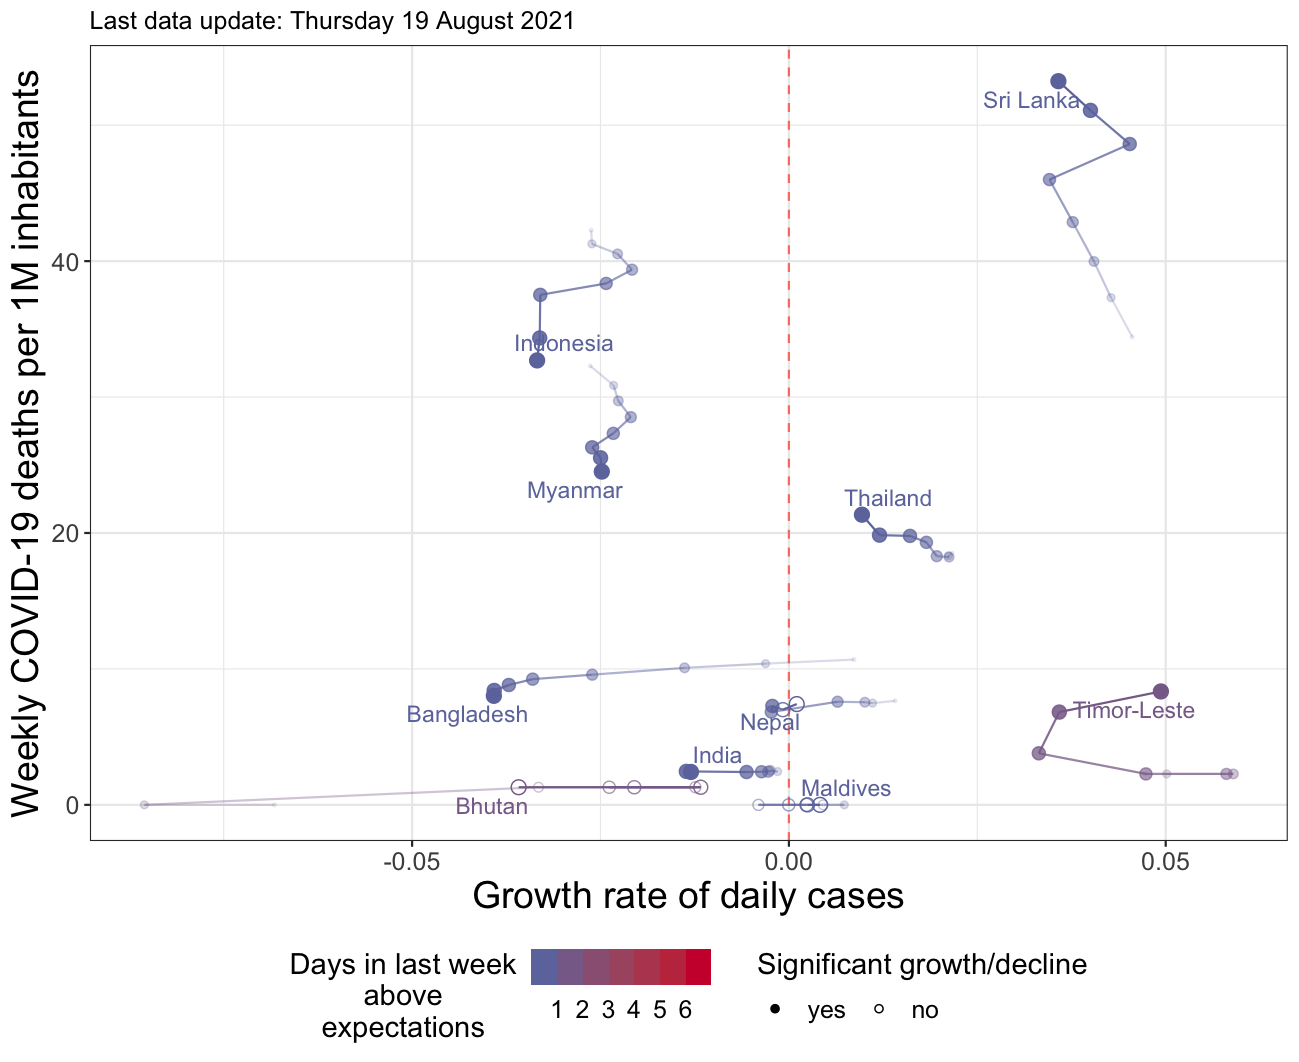 Last data update: Thursday 19 August 2021
Weekly COVID-19 deaths per 1M inhabitants
Sri Lanka
40
Indonesia
Myanmar
Thailand
20
Bangladesh
Nepal
Timor-Leste
India
Maldives
Bhutan
0
-0.05 0.00 0.05
Growth rate of daily cases
Days in last week
above
expectations
1 2 3 4 5 6
Significant growth/decline
yes no